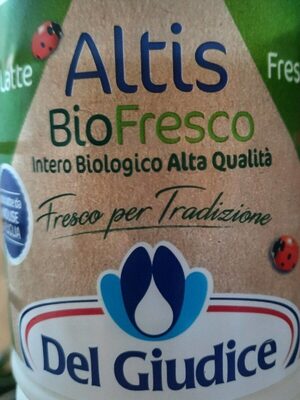 Latte
Altis
Fres
BioFresco
Intero Biologico Alta Qualità
Fresco per Tradizione
Del Giudice